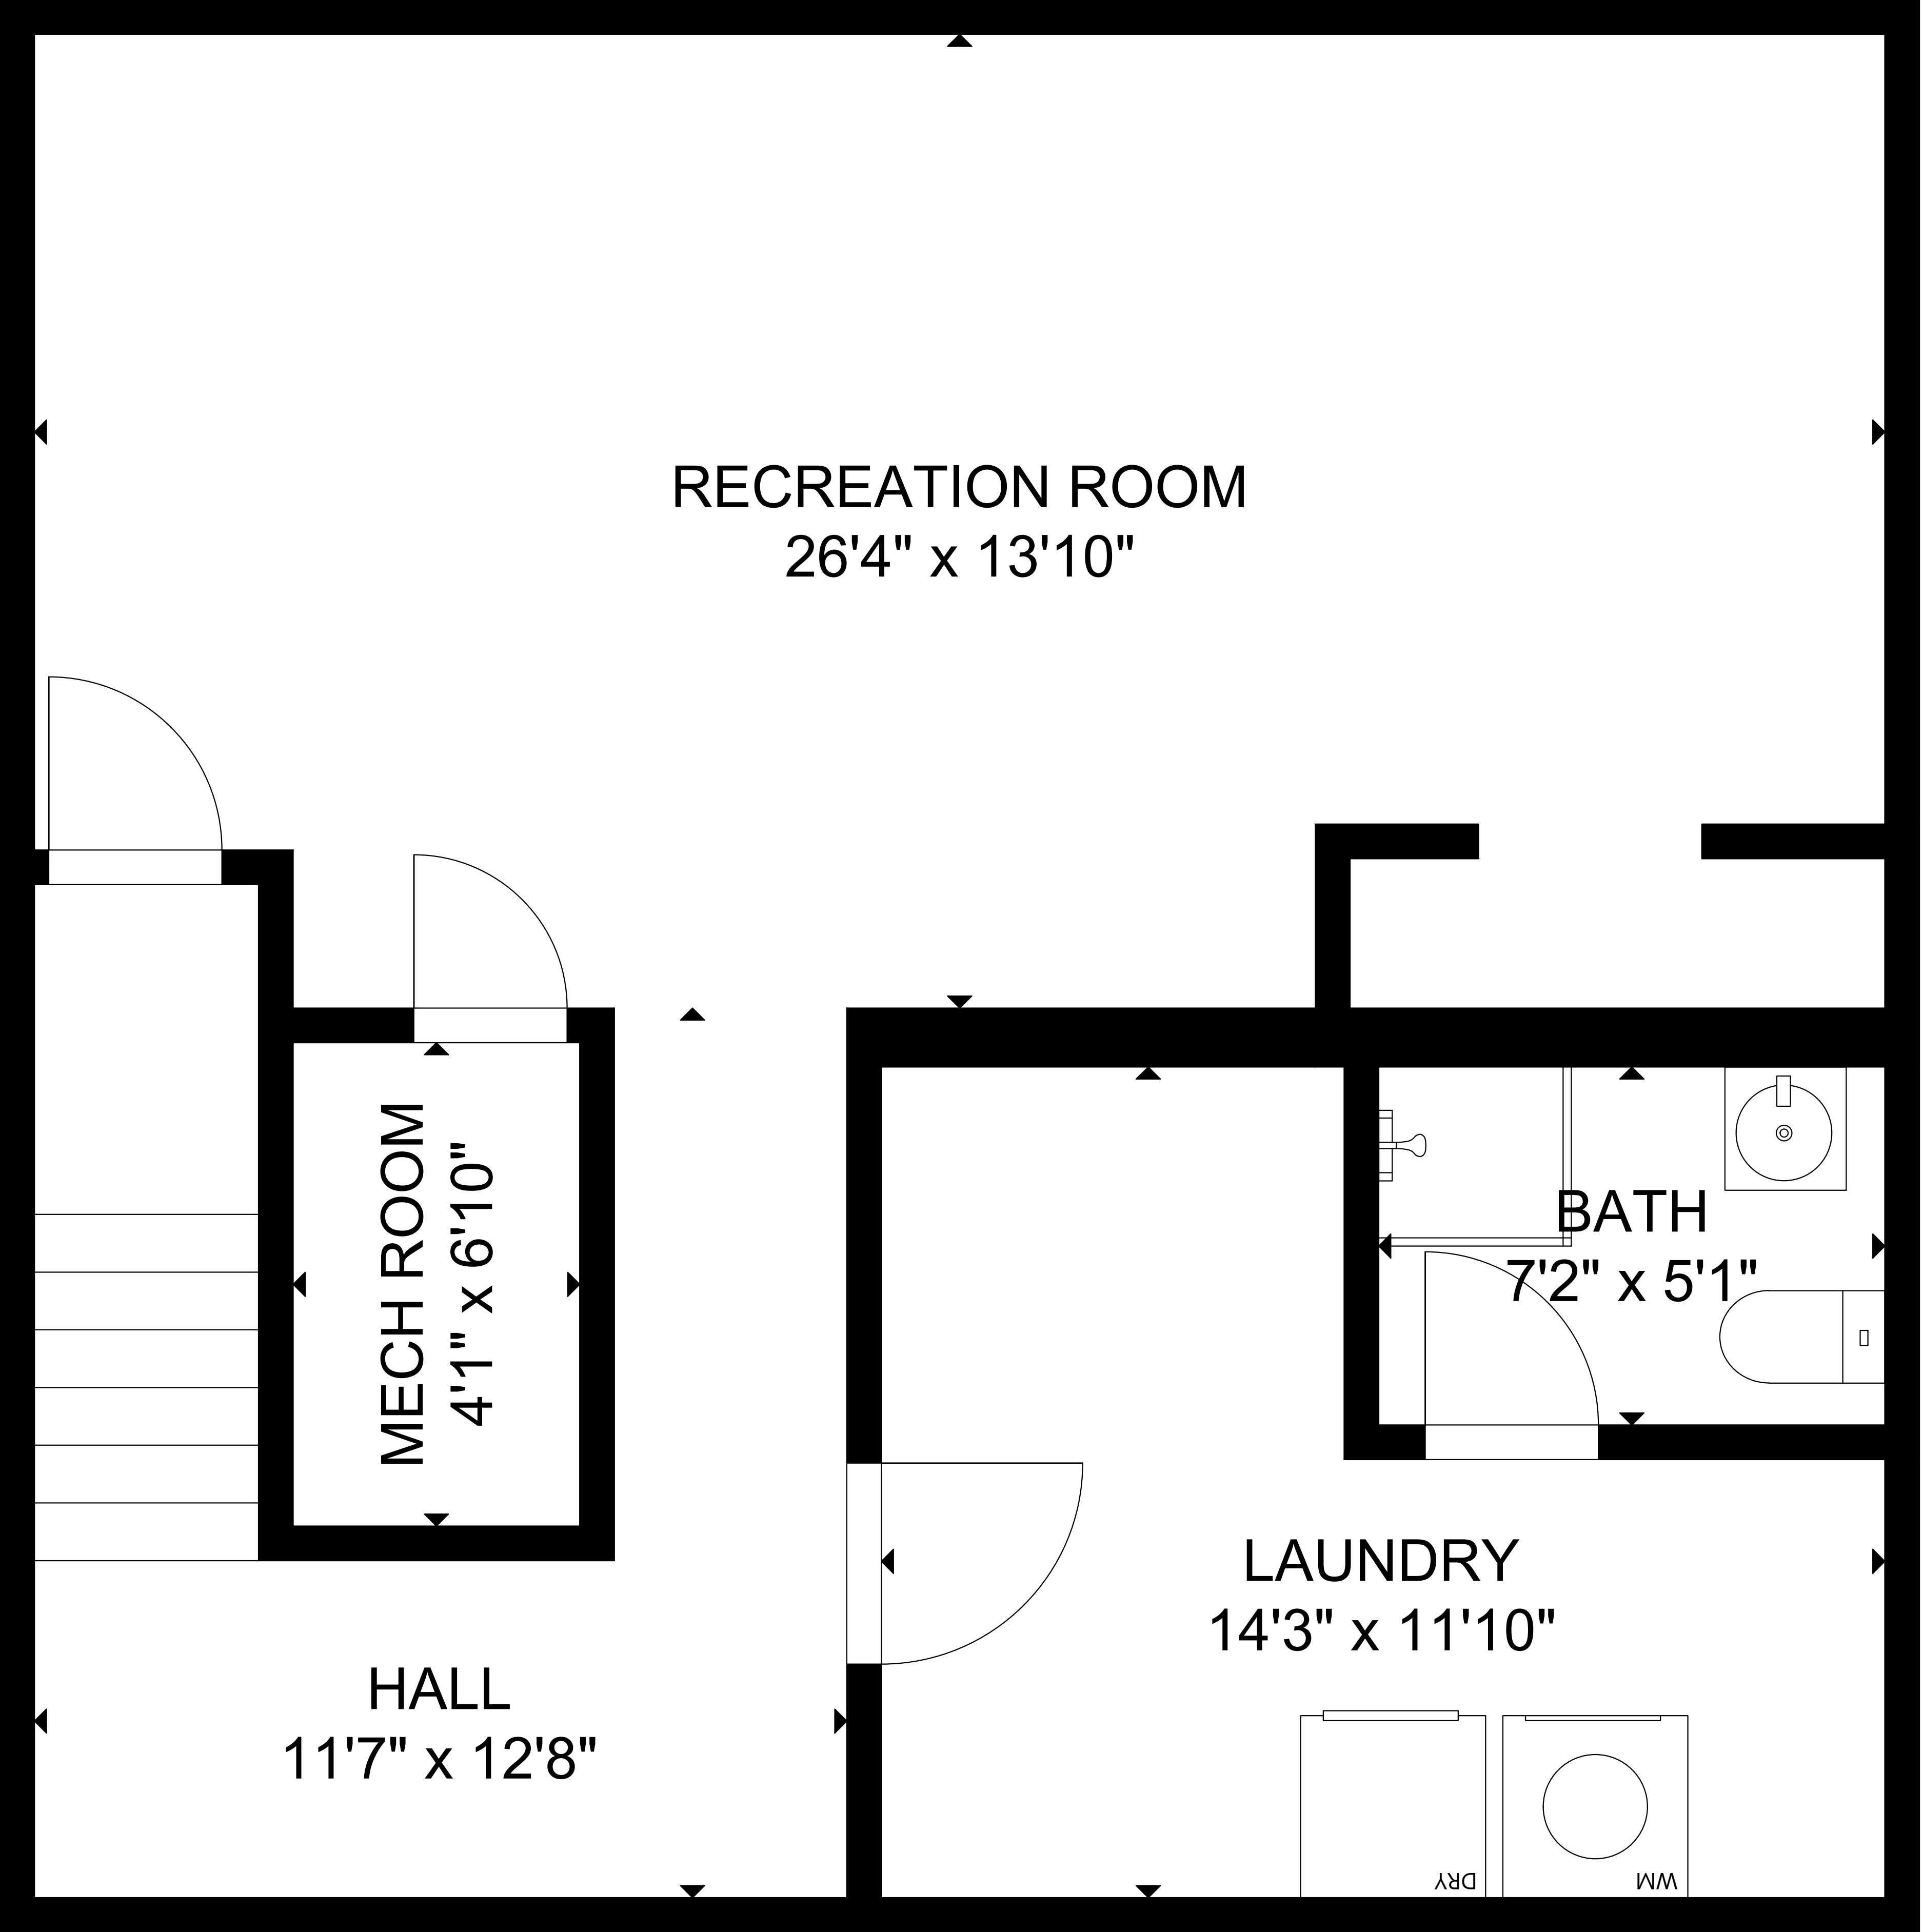 RECREATION ROOM
26'4" x 13'10"
MECH ROOM
4'1" x 6'10"
BATH
7'2" x 5'1"
LAUNDRY
14'3" x 11'10"
HALL
11'7" x 12'8"
DRY
WM